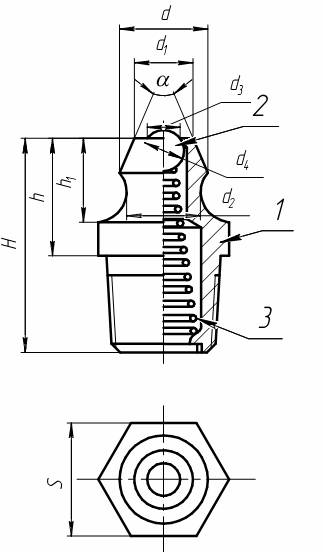 d
d₁
α
d₃
2
d₄
H
h
h₁
d₂
1
3
S